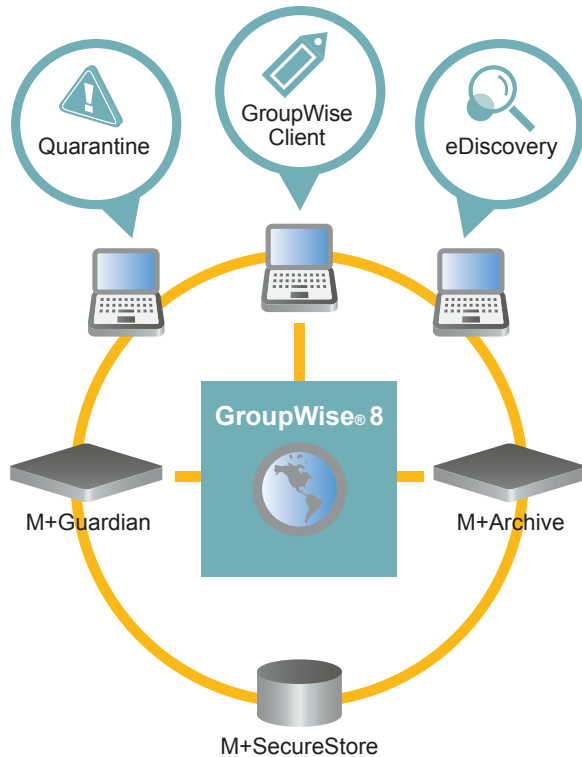 Quarantine
GroupWise
Client
eDiscovery
GroupWise® 8
M+Guardian
M+Archive
M+SecureStore